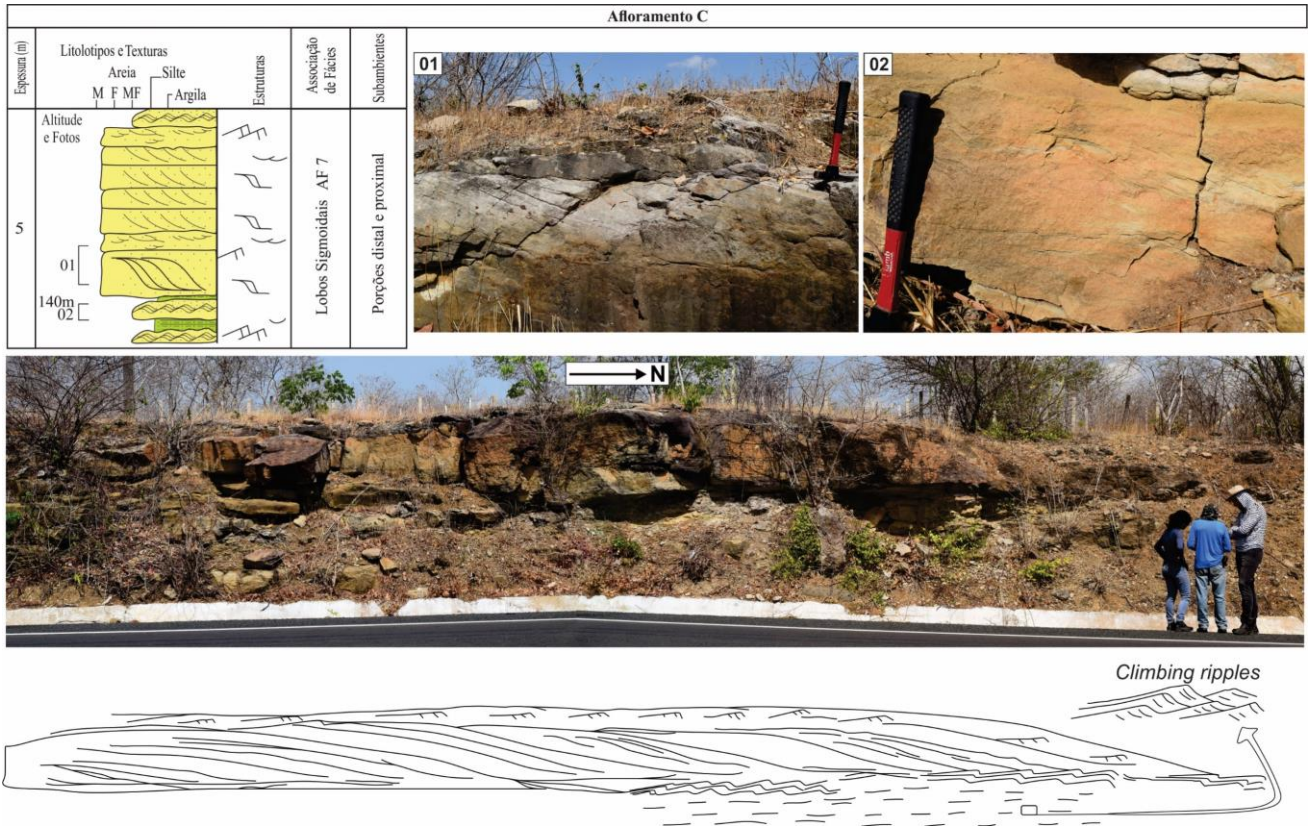 Afloramento C
Espessura (m)
Litolotipos e Texturas
Areia
Silte
M F MF
Argila
Estruturas
Associação
de Fácies
Subambientes
Altitude
e Fotos
5
01
140m
02
Lobos Sigmoidais AF 7
Porções distal e proximal
01
02
N
Climbing ripples